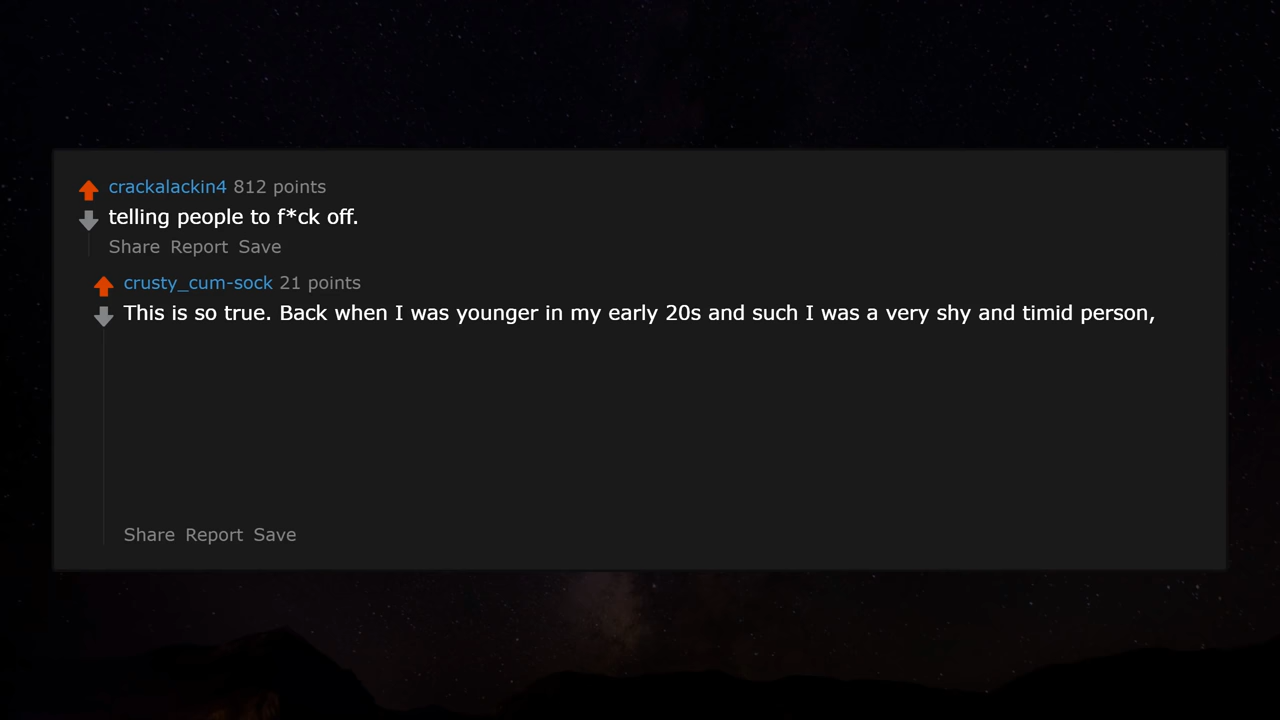 crackalackin4 812 points
telling people to f*ck off.
Share Report Save
crusty_cum-sock 21 points
This is so true. Back when I was younger in my early 20s and such I was a very shy and timid person,
Share Report Save